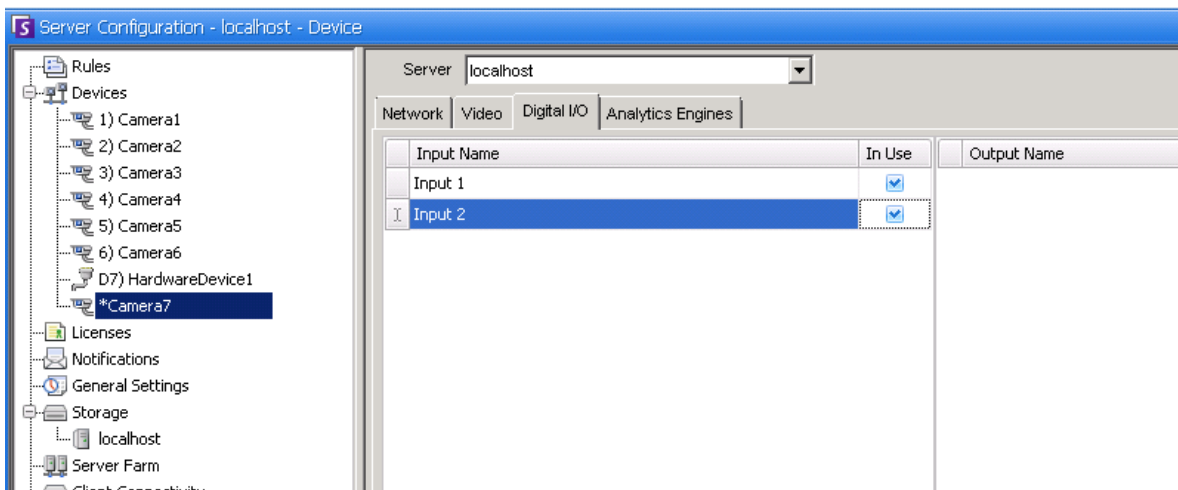 Server Configuration - localhost - Device
Rules
Devices
1) Camera1
2) Camera2
3) Camera3
4) Camera4
5) Camera5
6) Camera6
D7) HardwareDevice1
*Camera7
Licenses
Notifications
General Settings
Storage
localhost
Server Farm
Client Connectivity
Server localhost
Network Video Digital I/O Analytics Engines
Input Name In Use Output Name
Input 1
Input 2